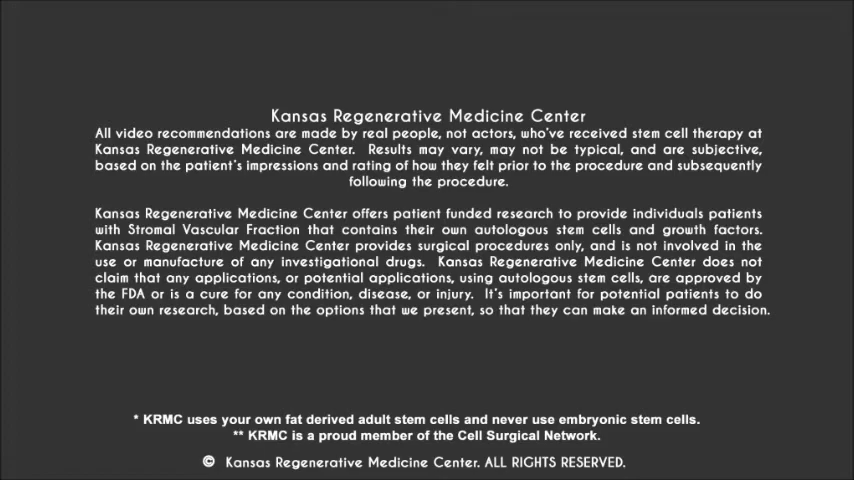 Kansas Regenerative Medicine Center
All video recommendations are made by real people, not actors, who've received stem cell therapy at
Kansas Regenerative Medicine Center. Results may vary, may not be typical, and are subjective,
based on the patient's impressions and rating of how they felt prior to the procedure and subsequently
following the procedure.
Kansas Regenerative Medicine Center offers patient funded research to provide individuals patients
with Stromal Vascular Fraction that contains their own autologous stem cells and growth factors.
Kansas Regenerative Medicine Center provides surgical procedures only, and is not involved in the
use or manufacture of any investigational drugs. Kansas Regenerative Medicine Center does not
claim that any applications, or potential applications, using autologous stem cells, are approved by
the FDA or is a cure for any condition, disease, or injury. It's important for potential patients to do
their own research, based on the options that we present, so that they can make an informed decision.
* KRMC uses your own fat derived adult stem cells and never use embryonic stem cells.
** KRMC is a proud member of the Cell Surgical Network.
© Kansas Regenerative Medicine Center. ALL RIGHTS RESERVED.